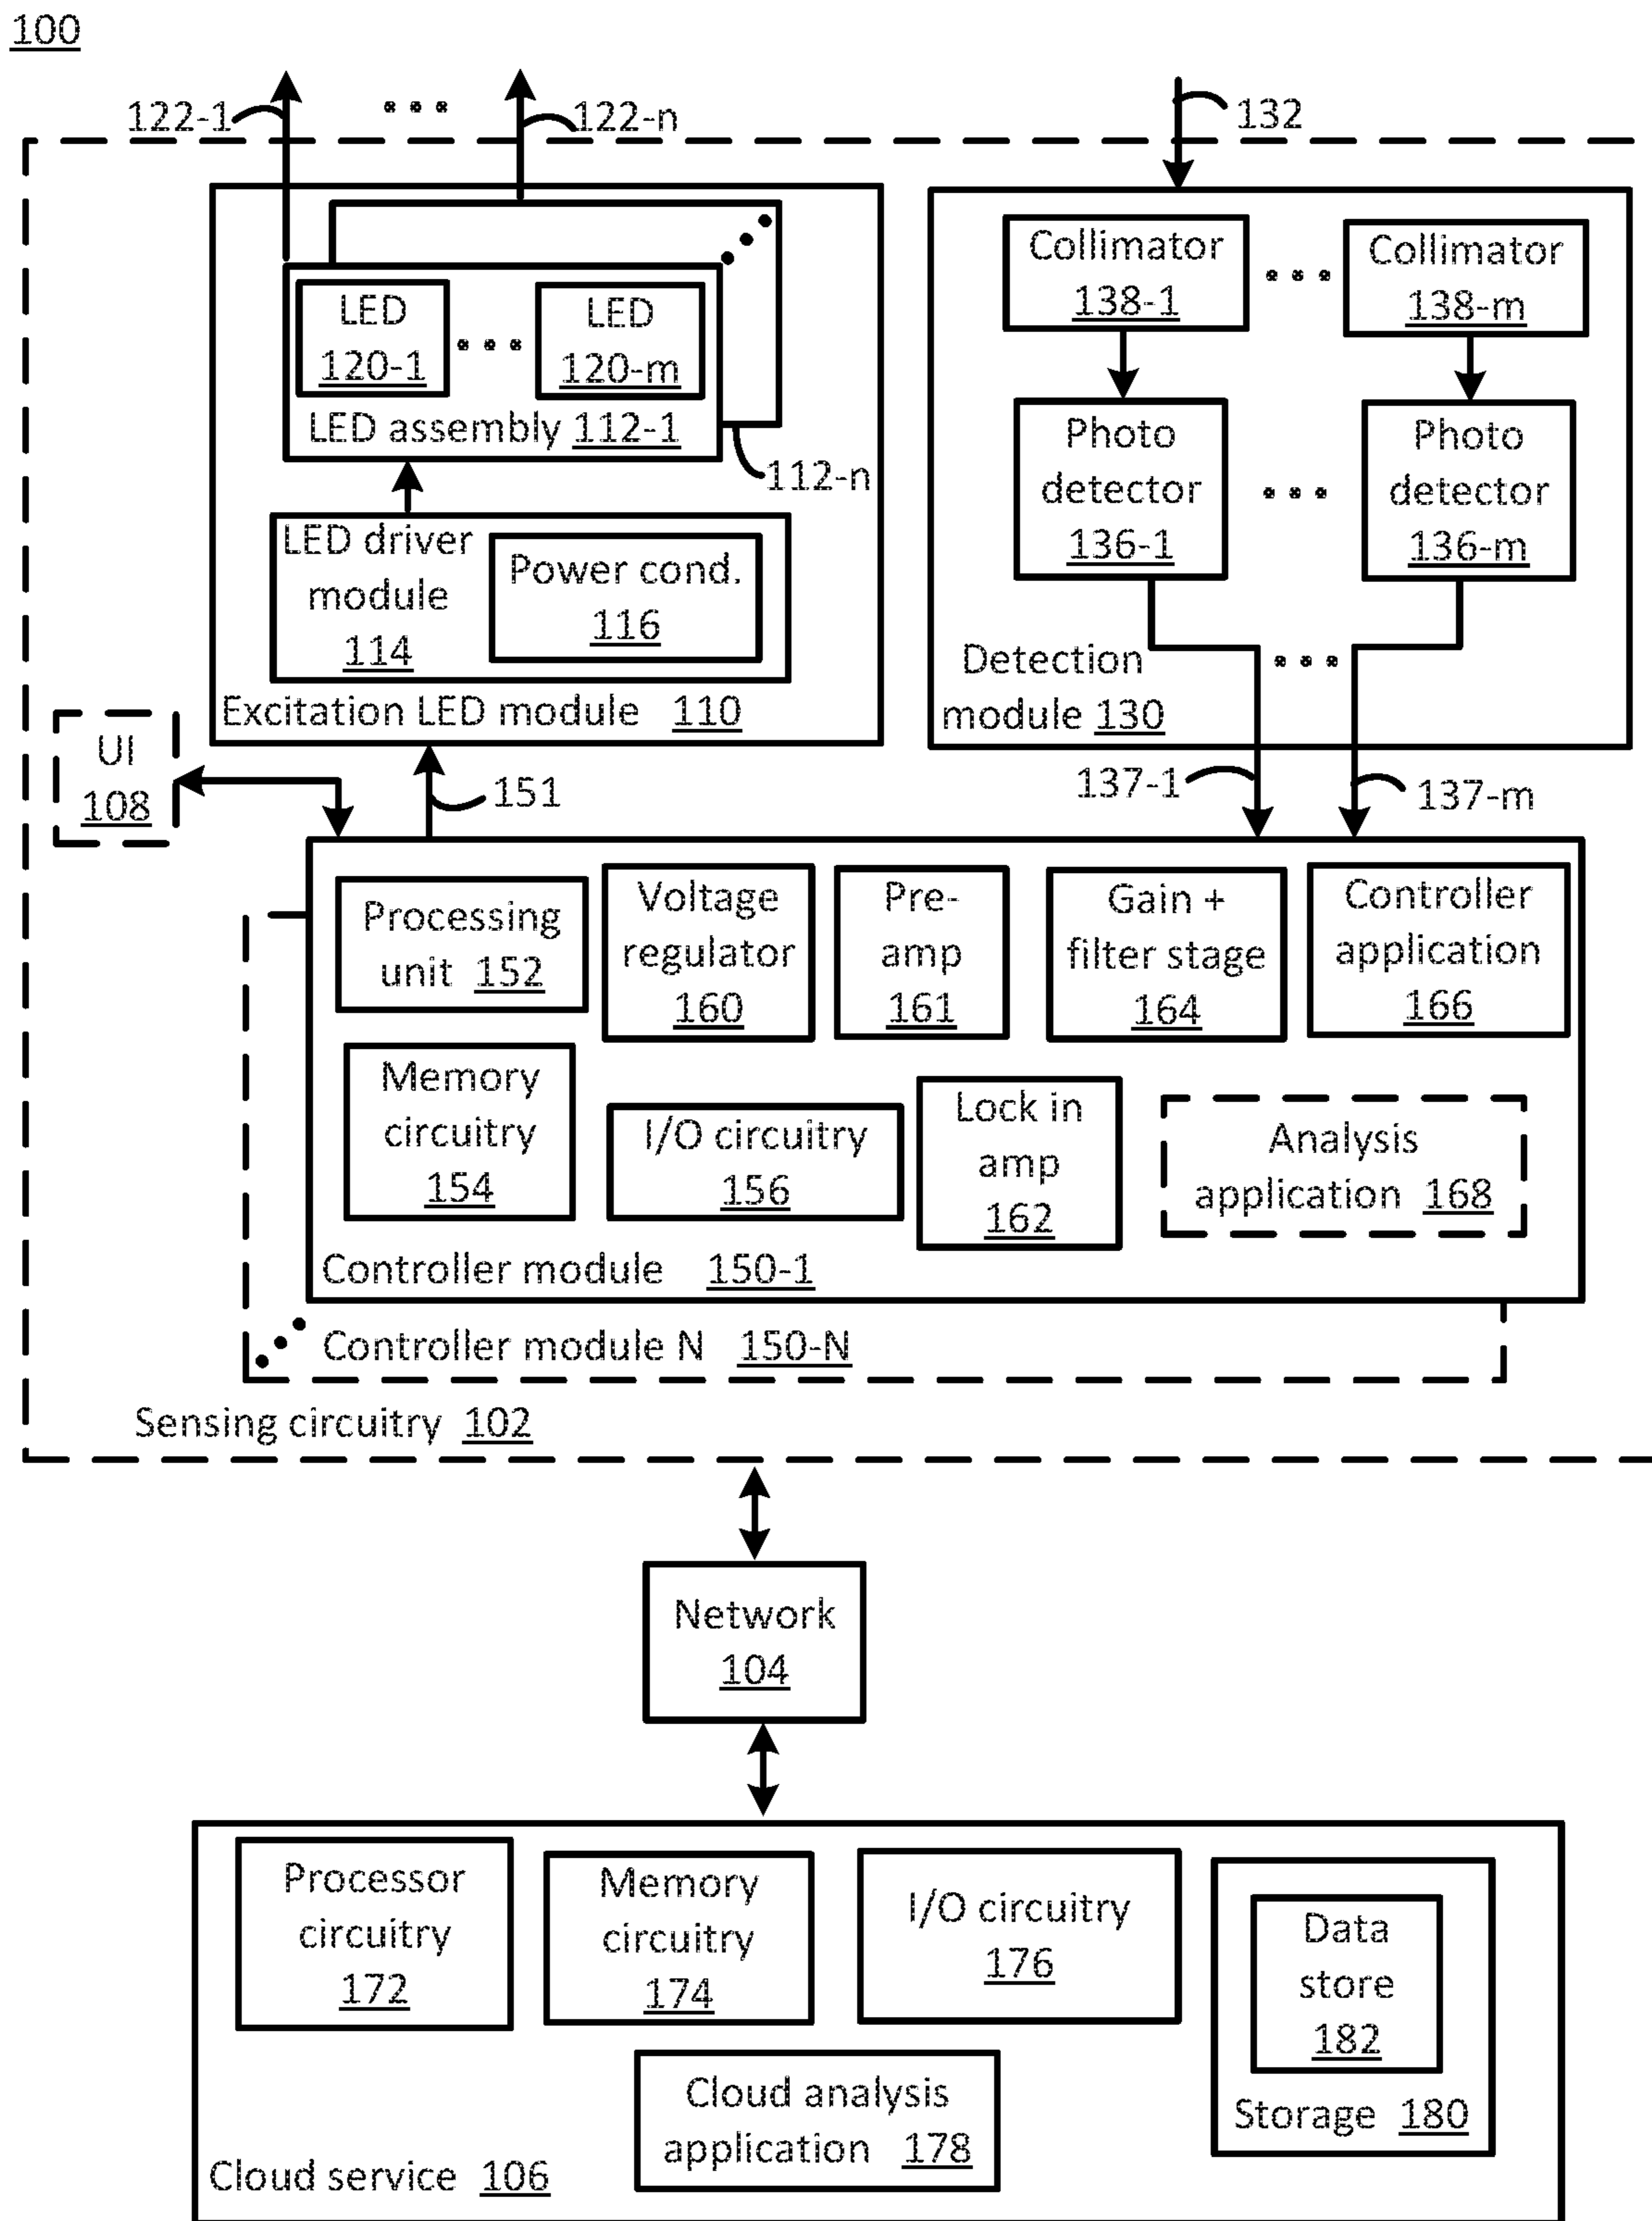 100
122-1
122-n
132
LED
120-1
LED
120-m
LED assembly 112-1
112-n
LED driver
module
114
Power cond.
116
Excitation LED module 110
Collimator
138-1
Collimator
138-m
Photo
detector
136-1
Photo
detector
136-m
Detection
module 130
UI
108
151
137-1
137-m
Processing
unit 152
Voltage
regulator
160
Pre-
amp
161
Gain +
filter stage
164
Controller
application
166
Memory
circuitry
154
I/O circuitry
156
Lock in
amp
162
Analysis
application 168
Controller module 150-1
Controller module N 150-N
Sensing circuitry 102
Network
104
Processor
circuitry
172
Memory
circuitry
174
I/O circuitry
176
Data
store
182
Storage 180
Cloud analysis
application 178
Cloud service 106